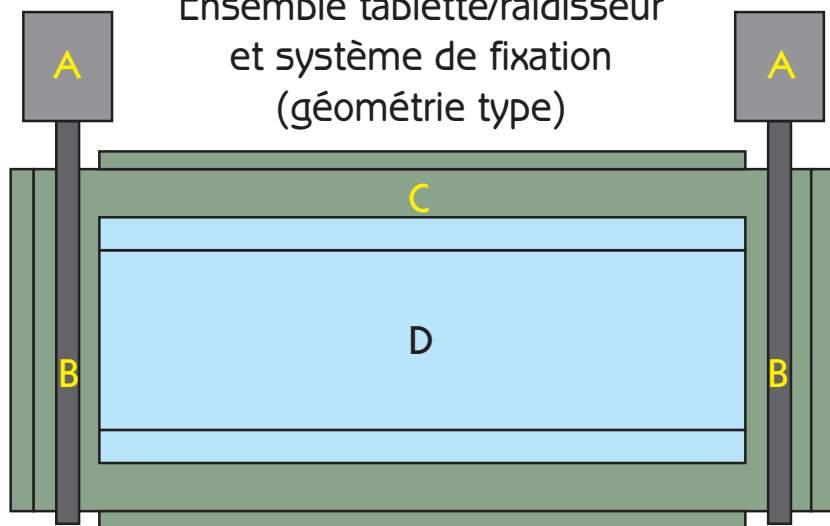 Ensemble tablette/raidisseur
et système de fixation
(géométrie type)
A A
C
D
B B